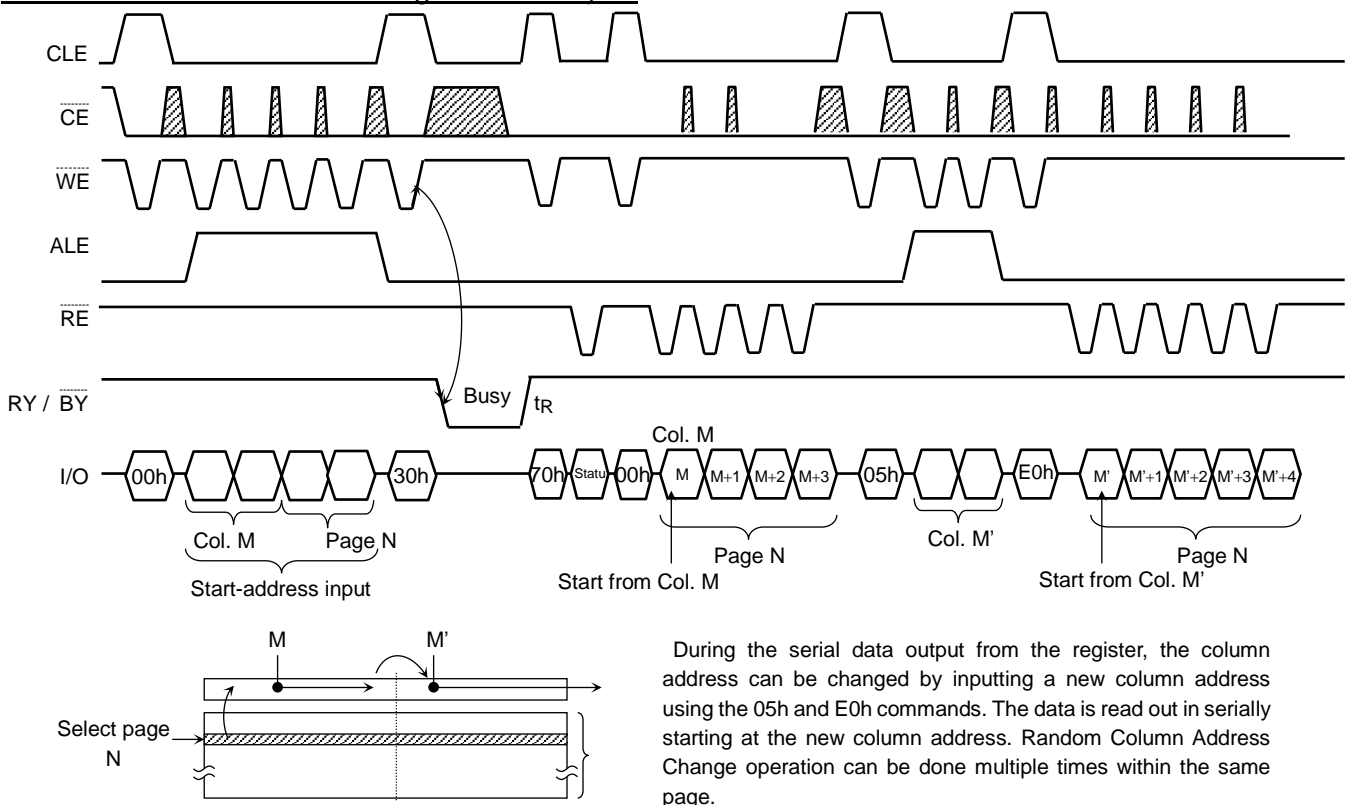 CLE
CE
WE
ALE
RE
RY / BY
Busy
tR
Col. M
I/O
00h
30h
70h
Statu
00h
M
M+1
M+2
M+3
05h
E0h
M'
M'+1
M'+2
M'+3
M'+4
Col. M
Page N
Page N
Col. M'
Page N
Start-address input
Start from Col. M
Start from Col. M'
M
M'
Select page
N
During the serial data output from the register, the column
address can be changed by inputting a new column address
using the 05h and E0h commands. The data is read out in serially
starting at the new column address. Random Column Address
Change operation can be done multiple times within the same
page.